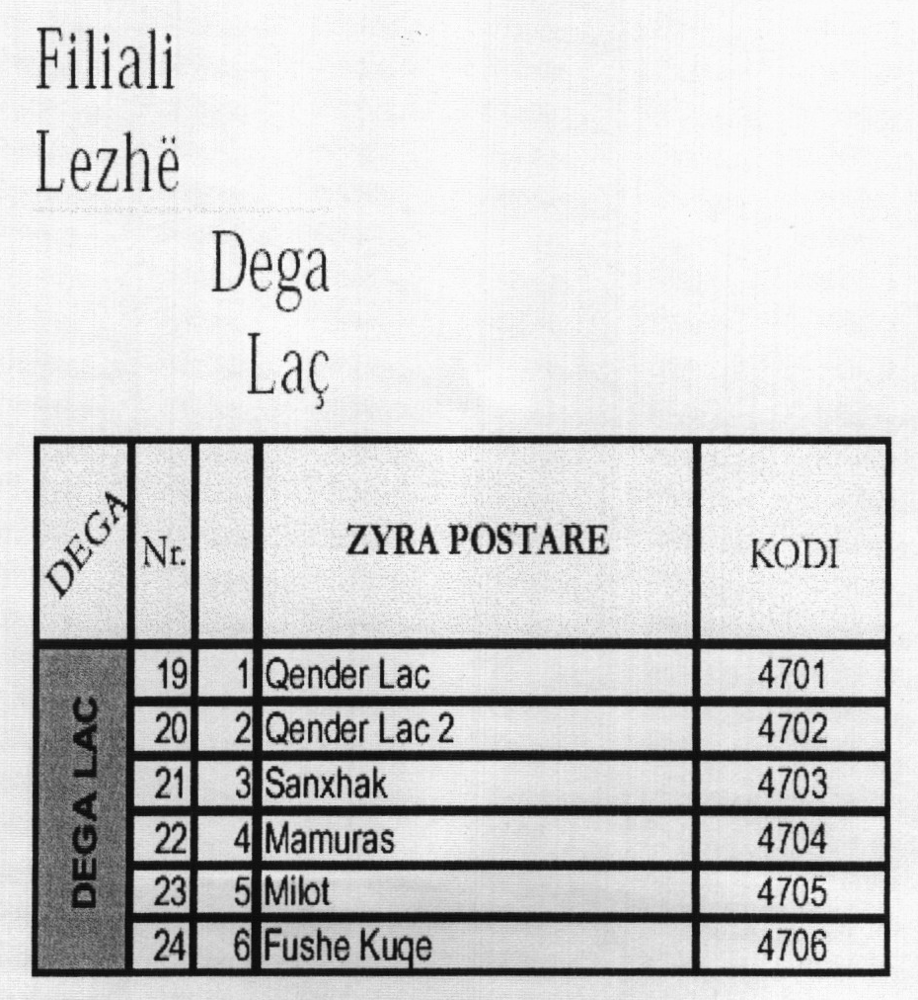 Filiali
Lezhë
Dega
Laç
DEGA Nr. ZYRA POSTARE KODI
DEGA LAC
19 1 Qender Lac 4701
20 2 Qender Lac 2 4702
21 3 Sanxhak 4703
22 4 Mamuras 4704
23 5 Milot 4705
24 6 Fushe Kuqe 4706